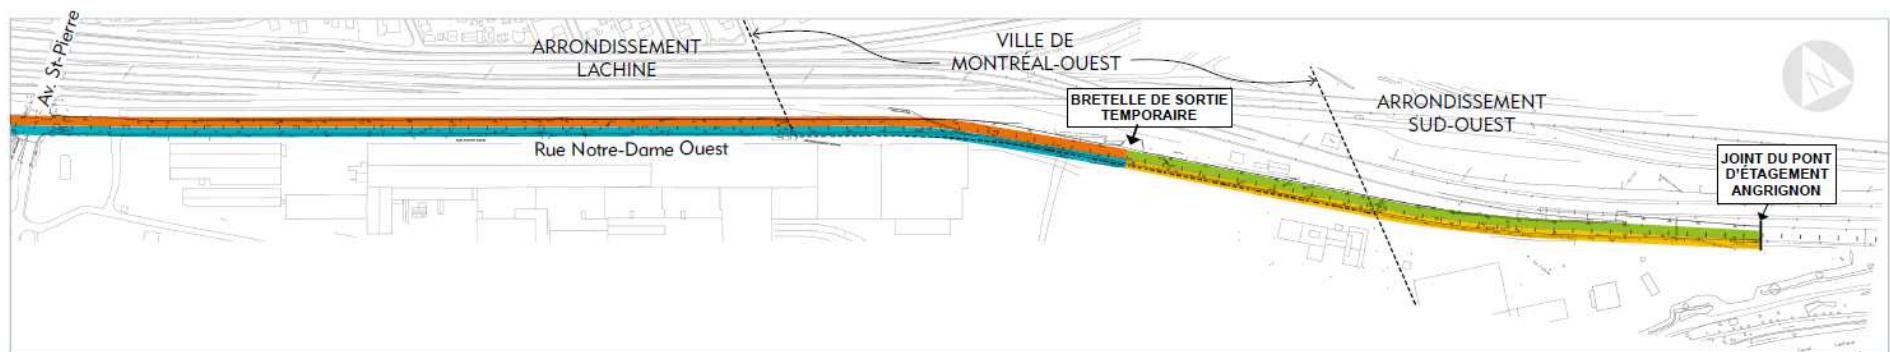 Av. St-Pierre
ARRONDISSEMENT
LACHINE
VILLE DE
MONTRÉAL-OUEST
BRETELLE DE SORTIE
TEMPORAIRE
ARRONDISSEMENT
SUD-OUEST
N
Rue Notre-Dame Ouest
JOINT DU PONT
D'ÉTAGEMENT
ANGRIGNON